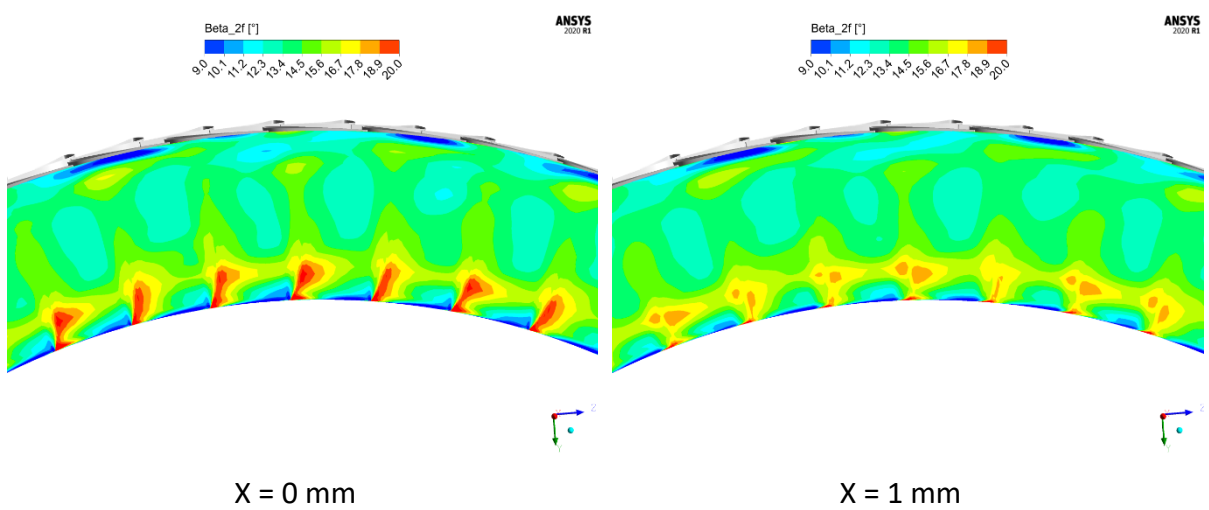 Beta_2f [°]
9.0 10.1 11.2 12.3 13.4 14.5 15.6 16.7 17.8 18.9 20.0
ANSYS
2020 R1
Z
Y
X = 0 mm
Beta_2f [°]
9.0 10.1 11.2 12.3 13.4 14.5 15.6 16.7 17.8 18.9 20.0
ANSYS
2020 R1
Z
Y
X = 1 mm